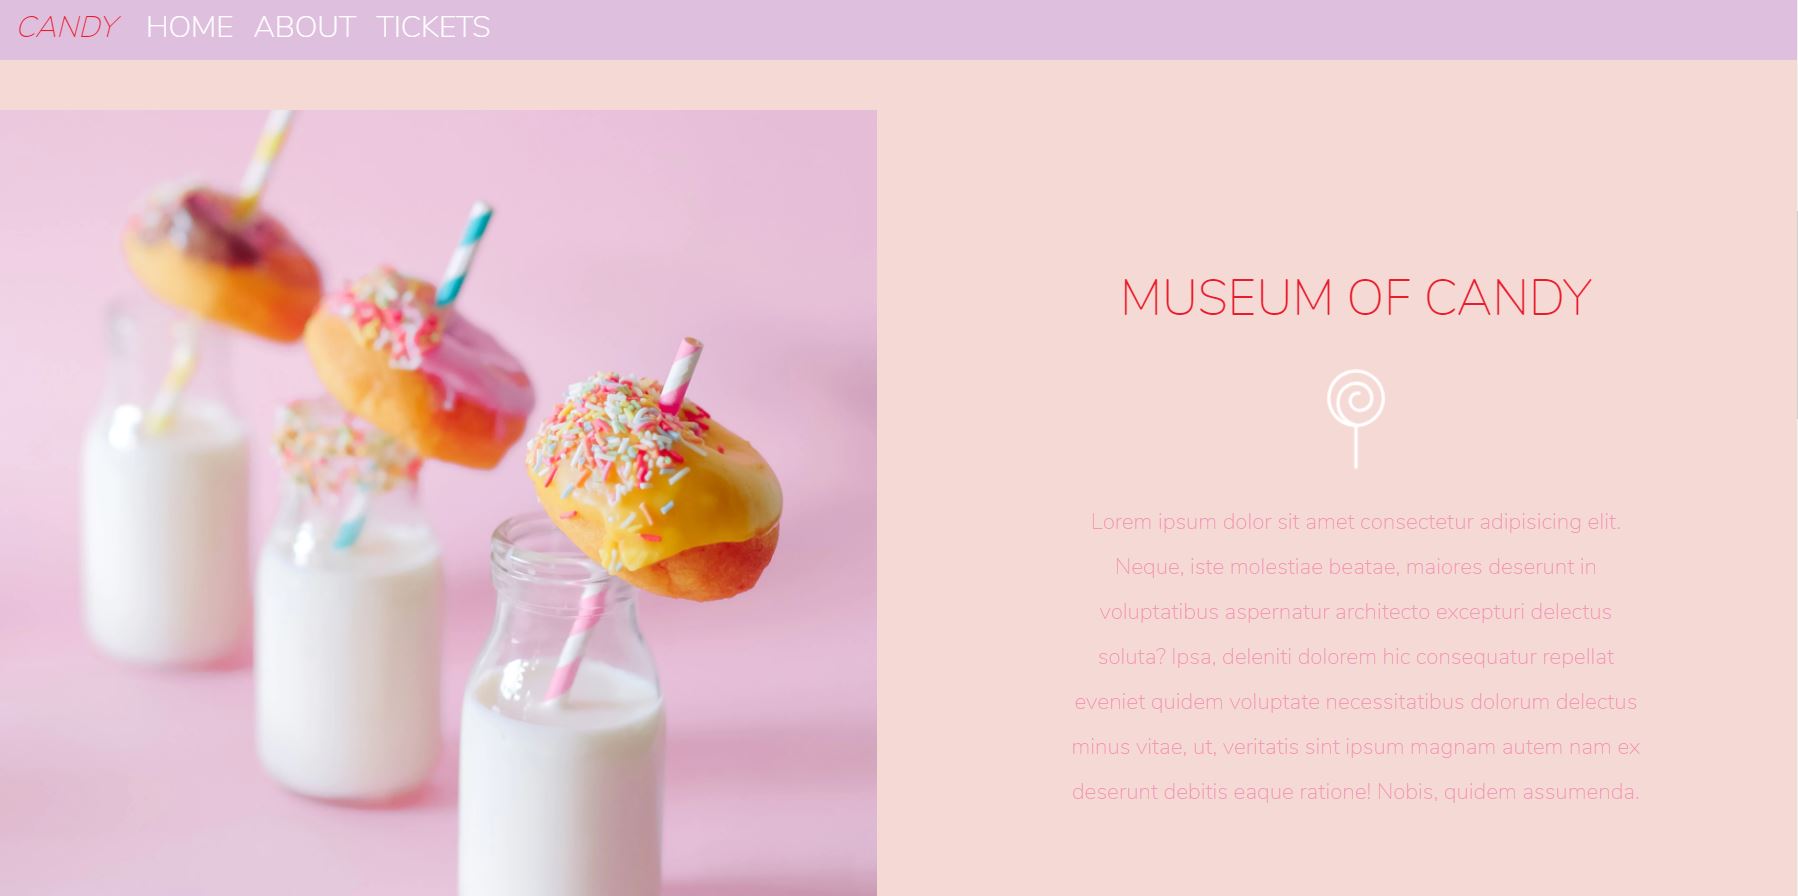 CANDY HOME ABOUT TICKETS
MUSEUM OF CANDY
Lorem ipsum dolor sit amet consectetur adipisicing elit.
Neque, iste molestiae beatae, maiores deserunt in
voluptatibus aspernatur architecto excepturi delectus
soluta? Ipsa, deleniti dolorem hic consequatur repellat
eveniet quidem voluptate necessitatibus dolorum delectus
minus vitae, ut, veritatis sint ipsum magnam autem nam ex
deserunt debitis eaque ratione! Nobis, quidem assumenda.